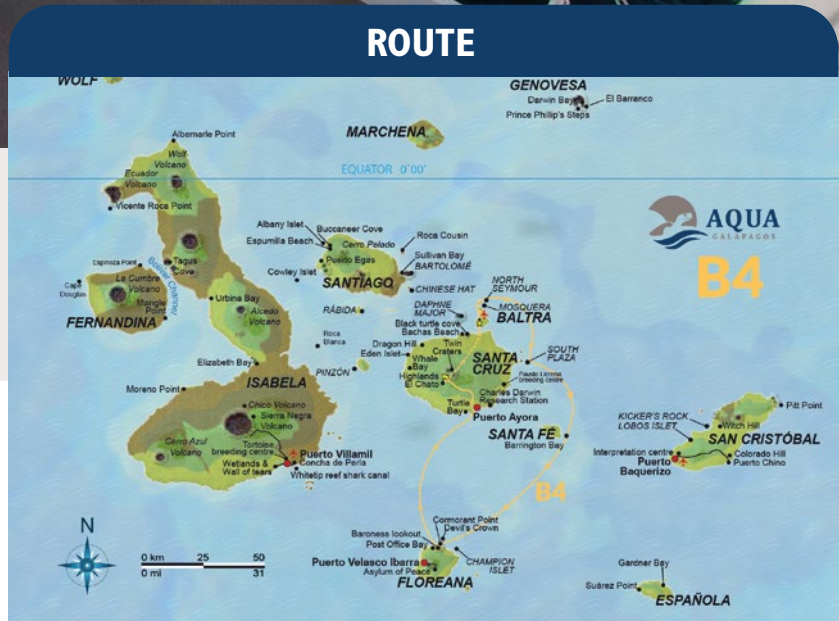 ROUTE
WOLF
GENOVESA
Darwin Bay
El Barranco
Prince Phillip's Steps
MARCHENA
Albemarle Point
Wolf
Volcano
EQUATOR 0°00'
Ecuador
Volcano
Vicente Roca Point
AQUA
GALAPAGOS
B4
Albany Islet
Buccaneer Cove
Espumilla Beach
Cerro Pelado
Roca Cousin
Puerto Egas
Sullivan Bay
BARTOLOMÉ
Cowley Islet
SANTIAGO
CHINESE HAT
Espinoza Point
Tagus
Cove
Bolivar Channel
Cape
Douglas
La Cumbre
Volcano
Mangle
Point
FERNANDINA
Urbina Bay
Alcedo
Volcano
RÁBIDA
NORTH
SEYMOUR
DAPHNE
MAJOR
MOSQUERA
BALTRA
Black turtle cove
Bachas Beach
Roca
Blanca
Dragon Hill
Eden Islet
Twin
Craters
SANTA
CRUZ
SOUTH
PLAZA
Whale
Bay
Highlands
El Chato
Fausto Llerena
breeding centre
Charles Darwin
Research Station
PINZÓN
Elizabeth Bay
ISABELA
Moreno Point
Turtle
Bay
Puerto Ayora
Chico Volcano
Sierra Negra
Volcano
SANTA FÉ
Barrington Bay
KICKER'S ROCK
LOBOS ISLET
Pitt Point
Witch Hill
SAN CRISTÓBAL
Cerro Azul
Volcano
Tortoise
breeding centre
Puerto Villamil
Concha de Perla
Wetlands &
Wall of tears
Whitetip reef shark canal
Interpretation centre
Puerto
Baquerizo
Colorado Hill
Puerto Chino
B4
N
0 km 25 50
0 mi 31
Cormorant Point
Devil's Crown
Baroness lookout
Post Office Bay
Puerto Velasco Ibarra
Asylum of Peace
CHAMPION
ISLET
FLOREANA
Gardner Bay
Suárez Point
ESPAÑOLA